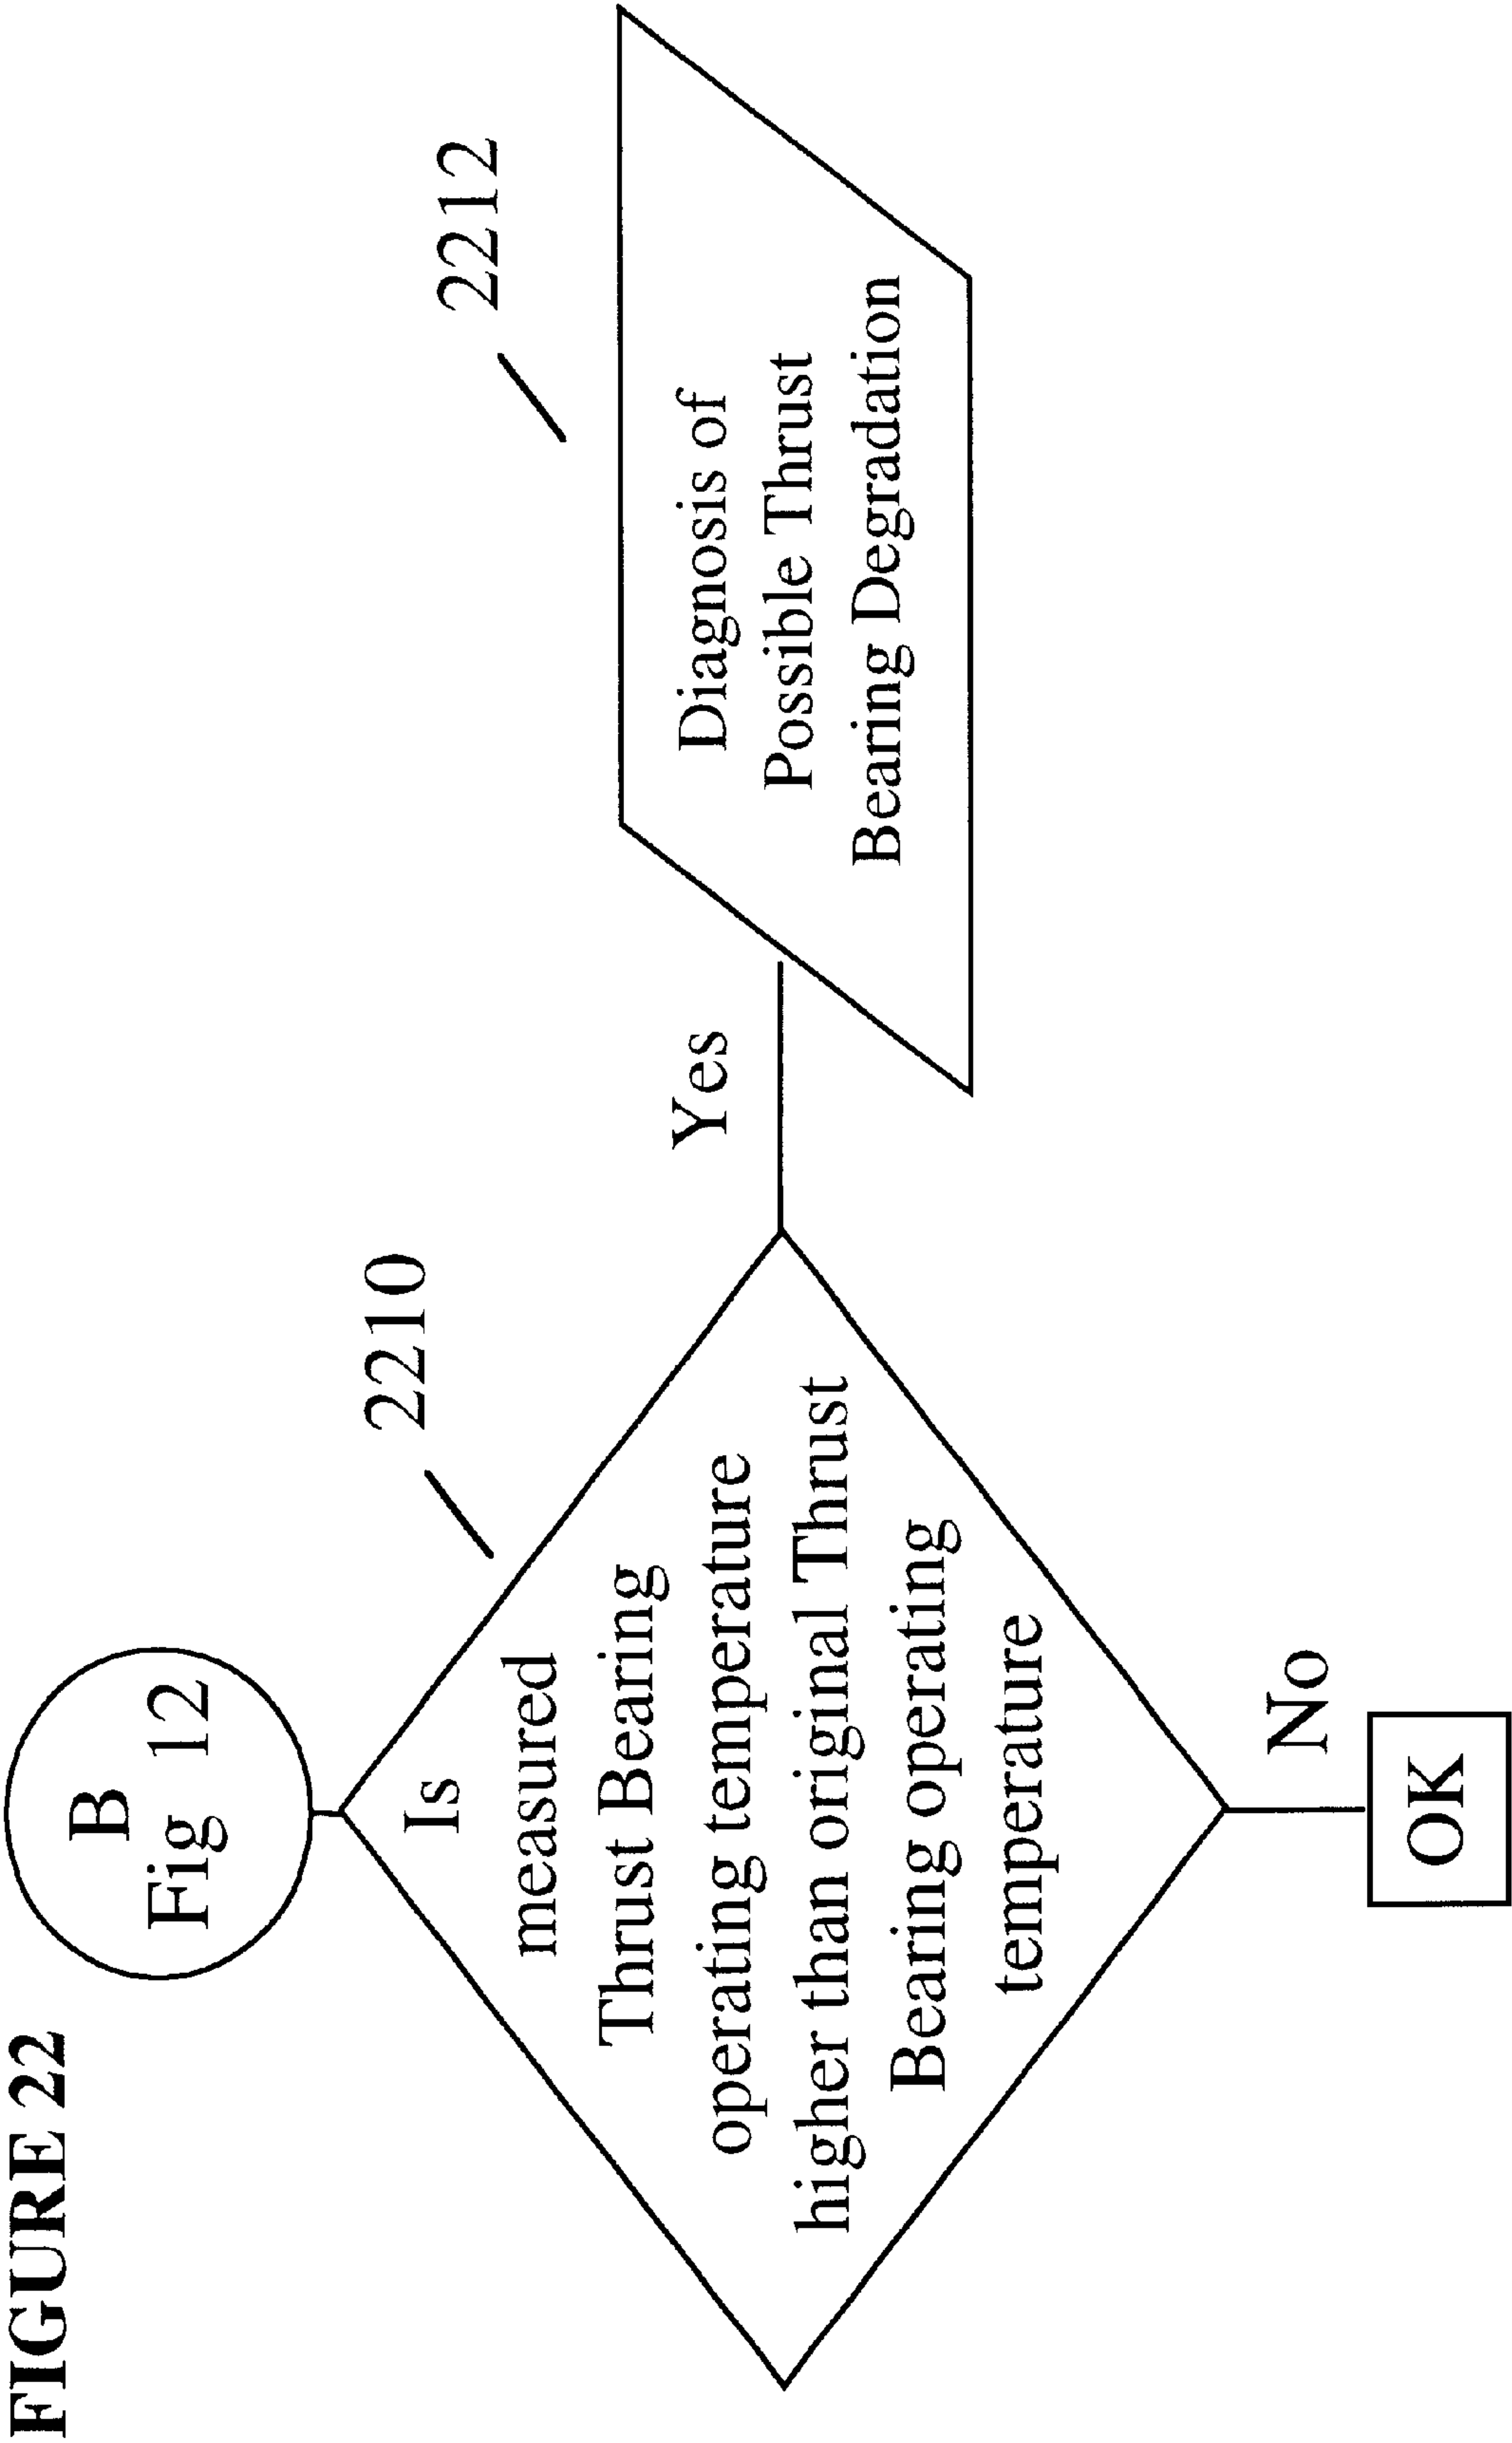 FIGURE 22
B
Fig 12
2210
Is
measured
Thrust Bearing
operating temperature
higher than original Thrust
Bearing operating
temperature
Yes
2212
Diagnosis of
Possible Thrust
Bearing Degradation
No
OK